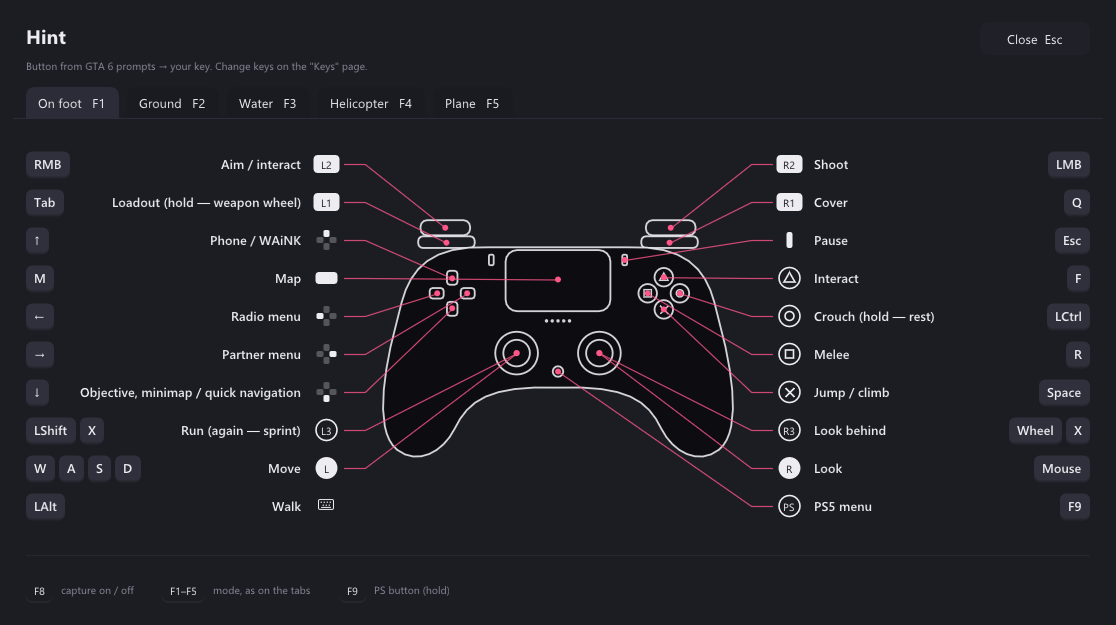 Hint
Close Esc
Button from GTA 6 prompts → your key. Change keys on the "Keys" page.
On foot F1 Ground F2 Water F3 Helicopter F4 Plane F5
RMB Aim / interact L2 R2 Shoot LMB
Tab Loadout (hold — weapon wheel) L1 R1 Cover Q
↑ Phone / WAiNK Pause Esc
M Map Interact F
← Radio menu Crouch (hold — rest) LCtrl
→ Partner menu Melee R
↓ Objective, minimap / quick navigation Jump / climb Space
LShift X Run (again — sprint) L3 R3 Look behind Wheel X
W A S D Move L R Look Mouse
LAlt Walk PS PS5 menu F9
F8 capture on / off F1–F5 mode, as on the tabs F9 PS button (hold)